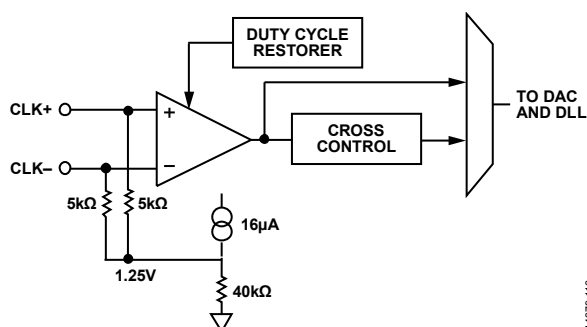 DUTY CYCLE
RESTORER
CLK+
+
TO DAC
AND DLL
CROSS
CONTROL
CLK–
–
5kΩ
5kΩ
16µA
1.25V
40kΩ